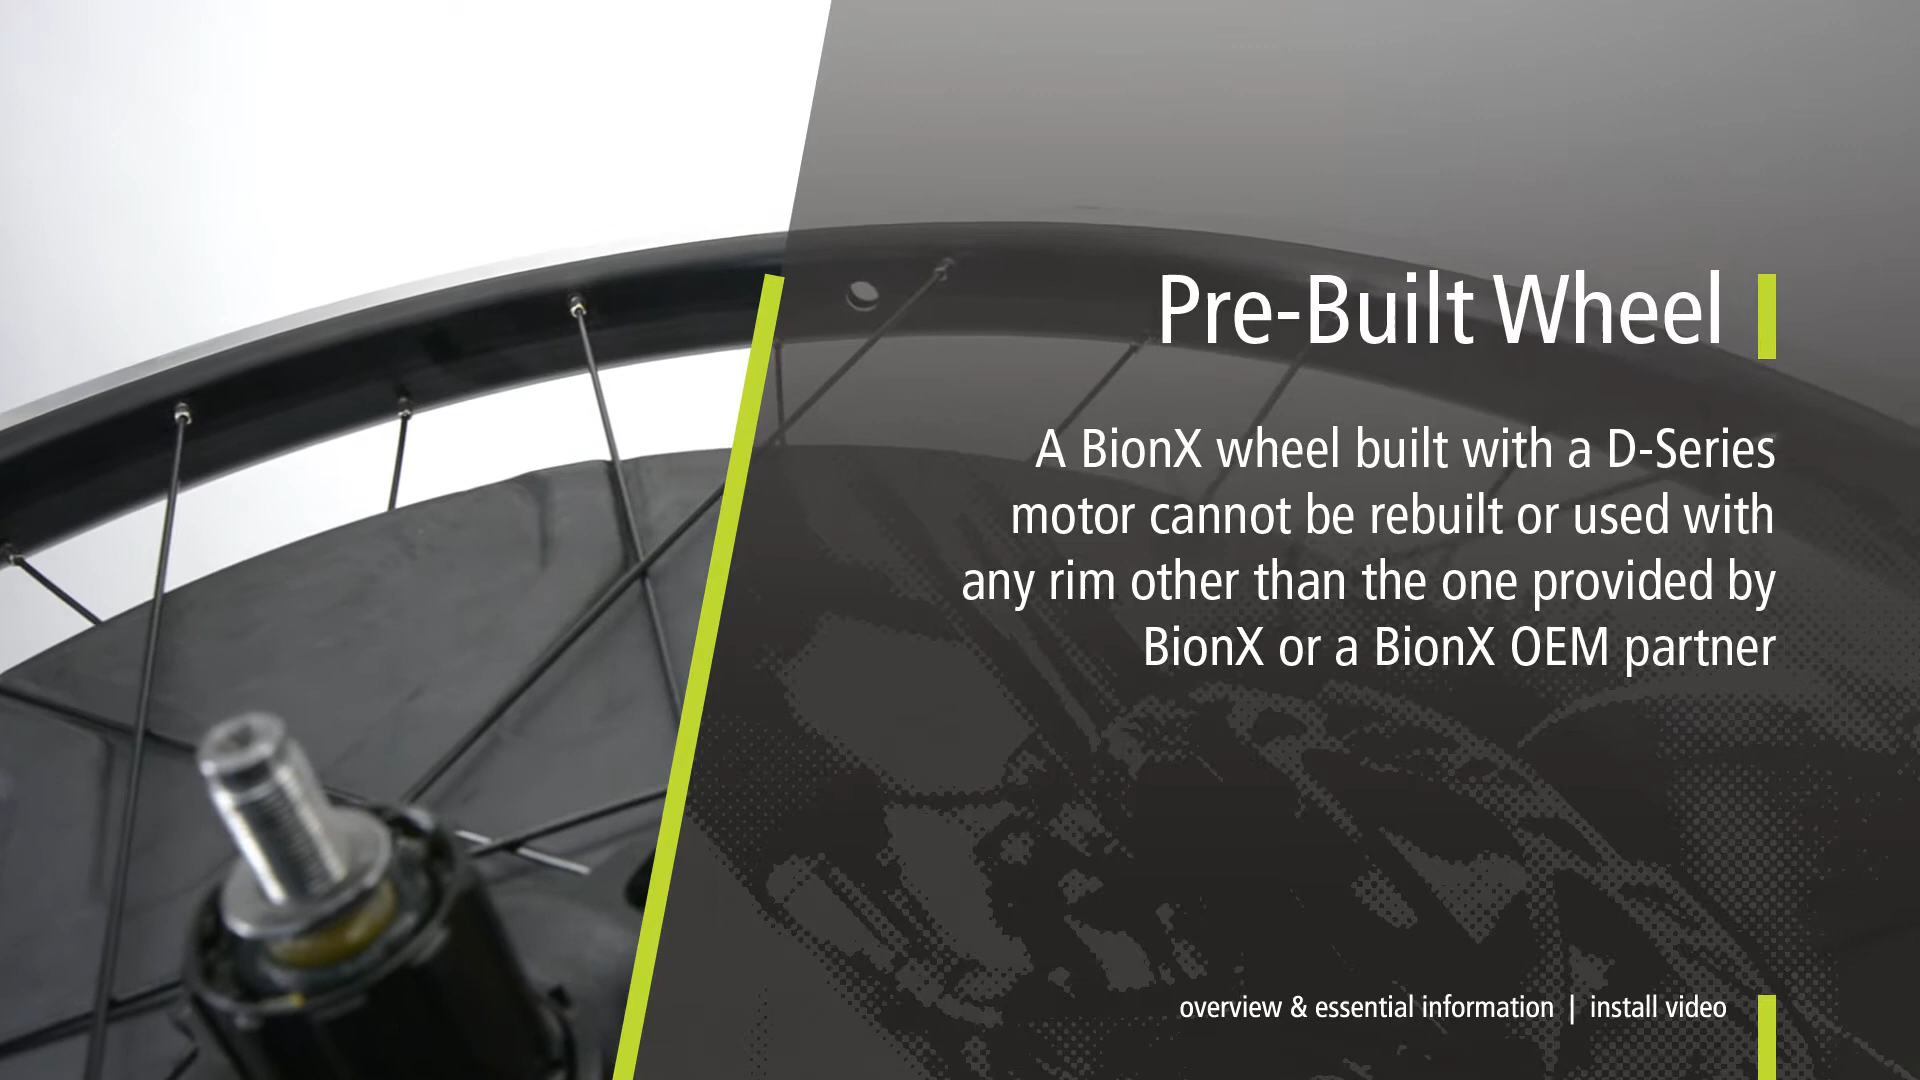 Pre-Built Wheel
A BionX wheel built with a D-Series
motor cannot be rebuilt or used with
any rim other than the one provided by
BionX or a BionX OEM partner
overview & essential information | install video